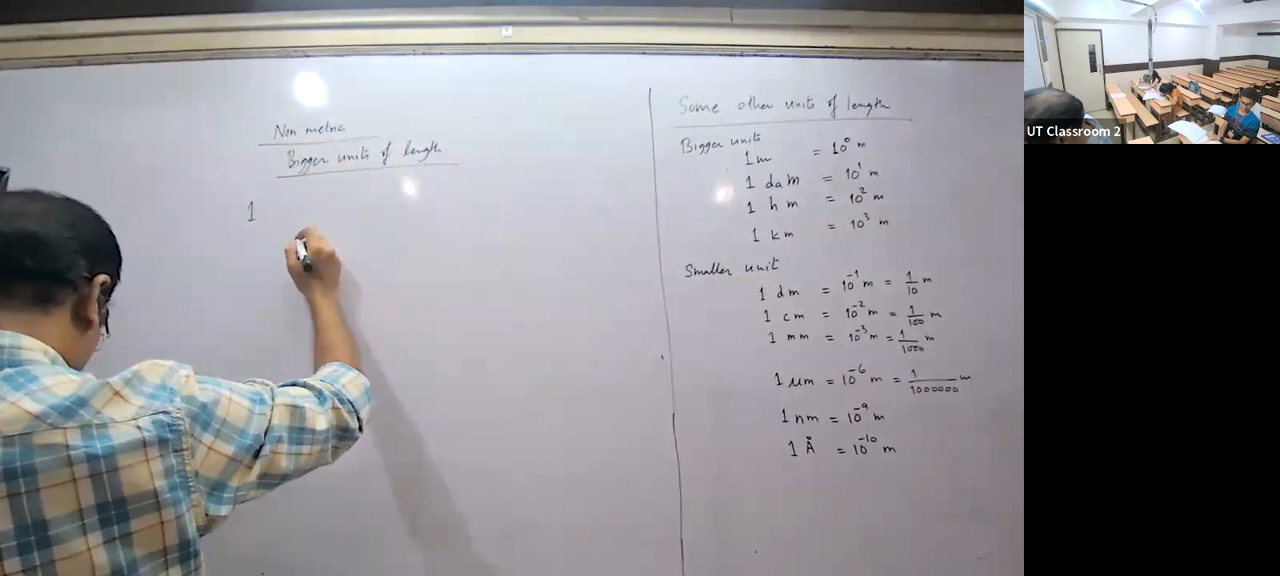 Non metric
Bigger units of length
1
Some other units of length
Bigger units
1 m = 10⁰ m
1 dam = 10¹ m
1 hm = 10² m
1 km = 10³ m
Smaller unit
1 dm = 10⁻¹ m = 1/10 m
1 cm = 10⁻² m = 1/100 m
1 mm = 10⁻³ m = 1/1000 m
1 μm = 10⁻⁶ m = 1/1000000 m
1 nm = 10⁻⁹ m
1 Å = 10⁻¹⁰ m
UT Classroom 2